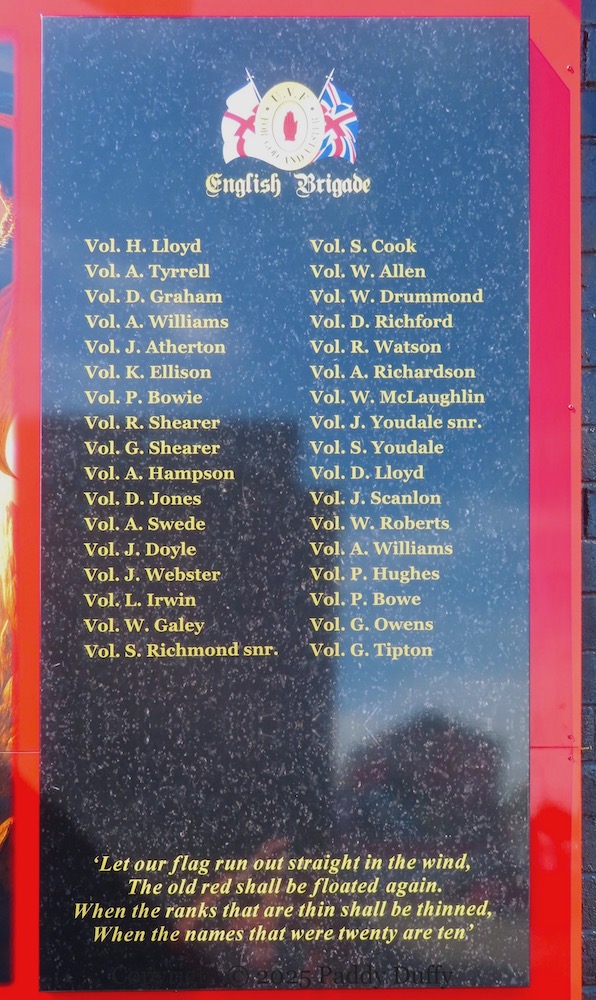 U.V.F
FOR GOD AND ULSTER
English Brigade
Vol. H. Lloyd
Vol. A. Tyrrell
Vol. D. Graham
Vol. A. Williams
Vol. J. Atherton
Vol. K. Ellison
Vol. P. Bowie
Vol. R. Shearer
Vol. G. Shearer
Vol. A. Hampson
Vol. D. Jones
Vol. A. Swede
Vol. J. Doyle
Vol. J. Webster
Vol. L. Irwin
Vol. W. Galey
Vol. S. Richmond snr.
Vol. S. Cook
Vol. W. Allen
Vol. W. Drummond
Vol. D. Richford
Vol. R. Watson
Vol. A. Richardson
Vol. W. McLaughlin
Vol. J. Youdale snr.
Vol. S. Youdale
Vol. D. Lloyd
Vol. J. Scanlon
Vol. W. Roberts
Vol. A. Williams
Vol. P. Hughes
Vol. P. Bowe
Vol. G. Owens
Vol. G. Tipton
‘Let our flag run out straight in the wind,
The old red shall be floated again.
When the ranks that are thin shall be thinned,
When the names that were twenty are ten.’
Copyright © 2025 Paddy Duffy